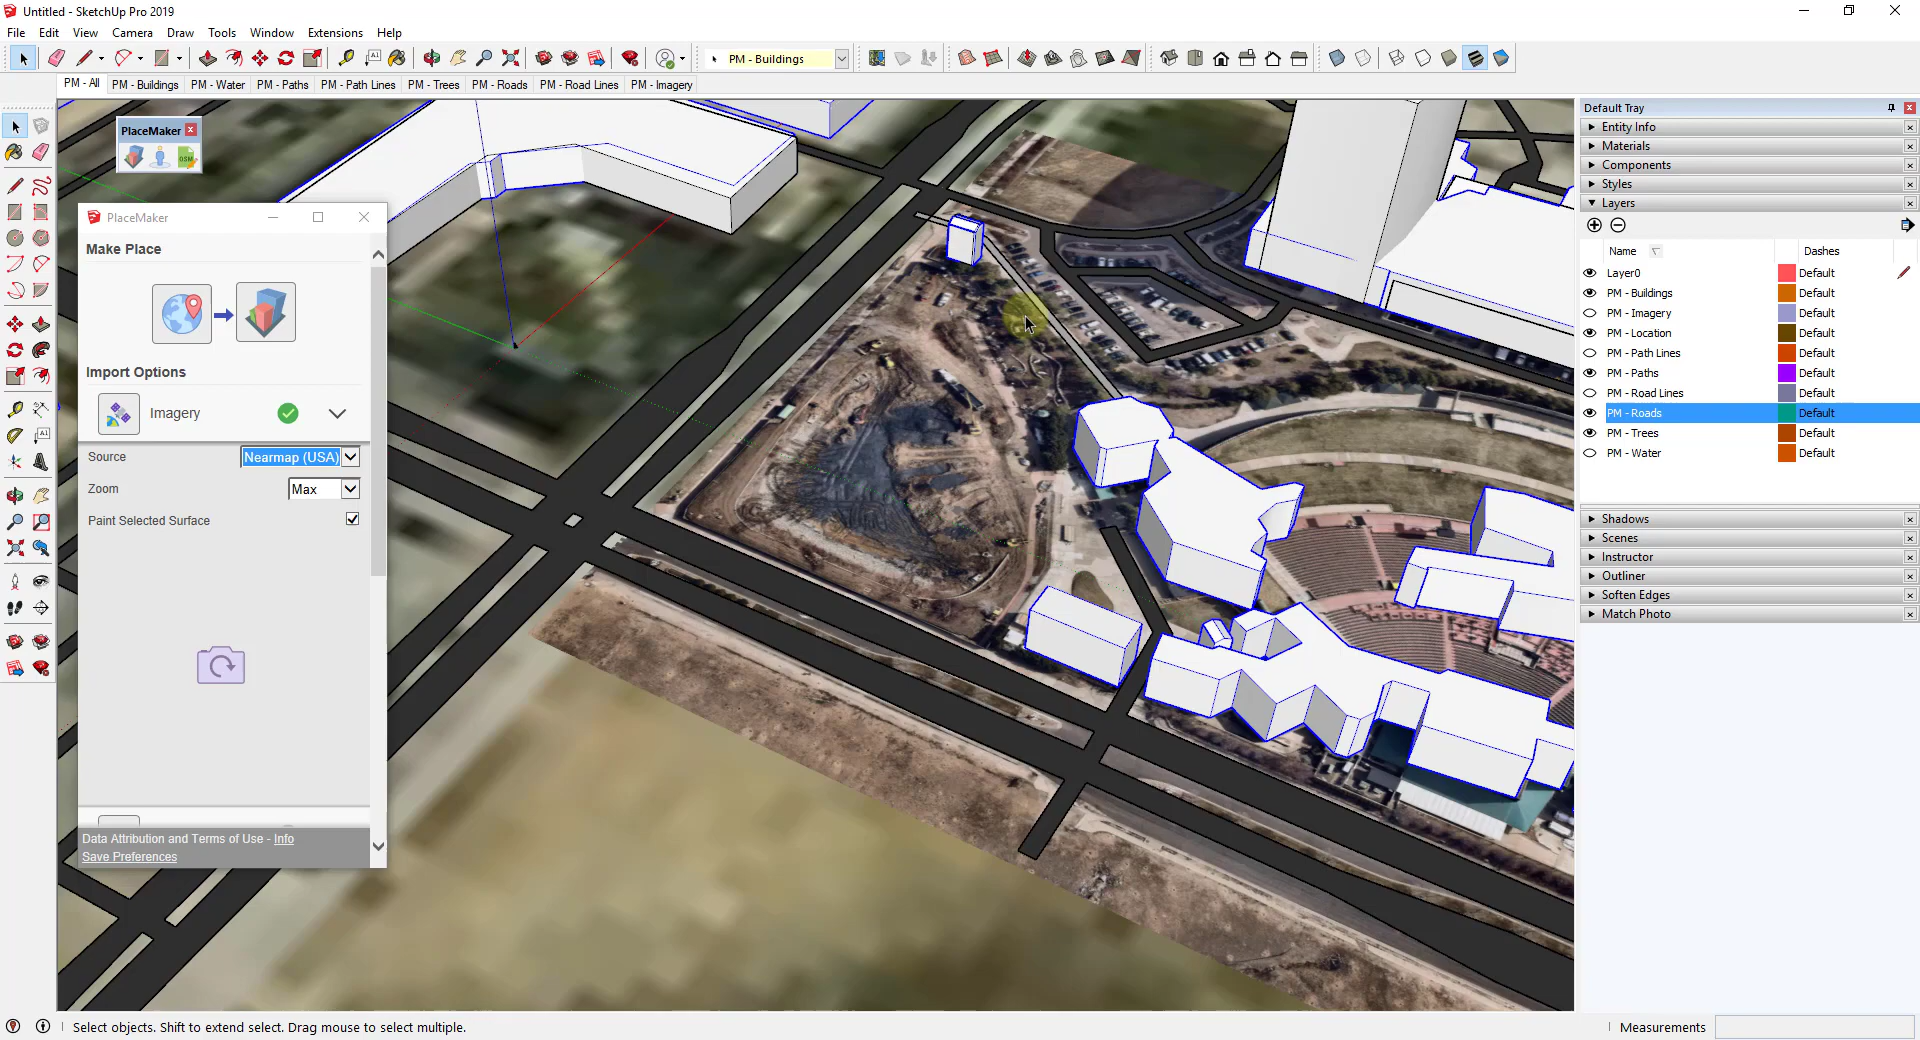 Untitled - SketchUp Pro 2019
File Edit View Camera Draw Tools Window Extensions Help
PM - Buildings
PM - All PM - Buildings PM - Water PM - Paths PM - Path Lines PM - Trees PM - Roads PM - Road Lines PM - Imagery
PlaceMaker
OSM
PlaceMaker
Make Place
Import Options
Imagery
Source Nearmap (USA)
Zoom Max
Paint Selected Surface
Data Attribution and Terms of Use - Info
Save Preferences
Default Tray
Entity Info
Materials
Components
Styles
Layers
Name Dashes
Layer0 Default
PM - Buildings Default
PM - Imagery Default
PM - Location Default
PM - Path Lines Default
PM - Paths Default
PM - Road Lines Default
PM - Roads Default
PM - Trees Default
PM - Water Default
Shadows
Scenes
Instructor
Outliner
Soften Edges
Match Photo
Select objects. Shift to extend select. Drag mouse to select multiple.
Measurements